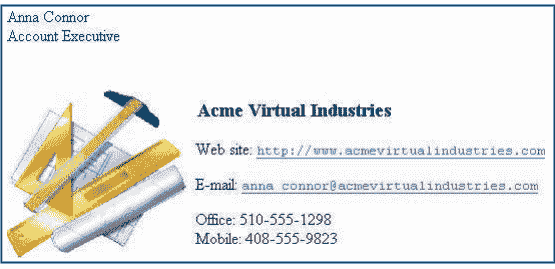 Anna Connor
Account Executive
Acme Virtual Industries
Web site: http://www.acmevirtualindustries.com
E-mail: anna connor@acmevirtualindustries.com
Office: 510-555-1298
Mobile: 408-555-9823